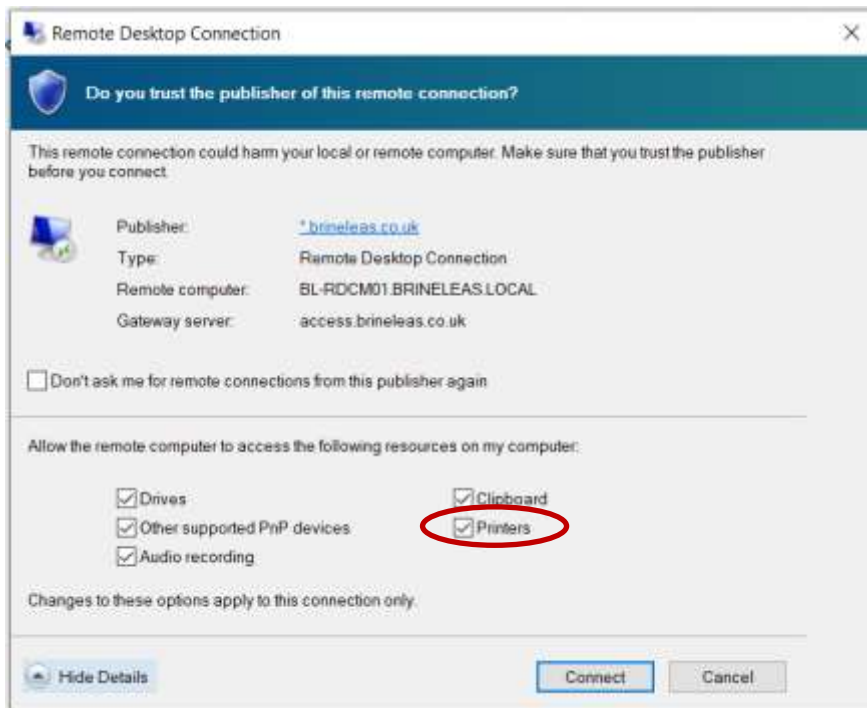 Remote Desktop Connection
Do you trust the publisher of this remote connection?
This remote connection could harm your local or remote computer. Make sure that you trust the publisher
before you connect.
Publisher: *.brineleas.co.uk
Type: Remote Desktop Connection
Remote computer: BL-RDCM01.BRINELEAS.LOCAL
Gateway server: access.brineleas.co.uk
Don't ask me for remote connections from this publisher again
Allow the remote computer to access the following resources on my computer:
Drives Clipboard
Other supported PnP devices Printers
Audio recording
Changes to these options apply to this connection only.
Hide Details Connect Cancel